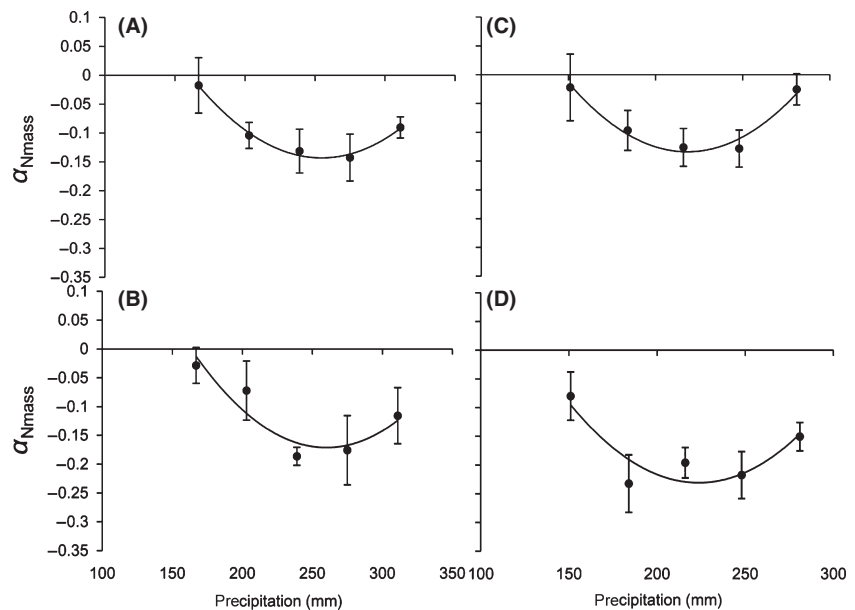 (A)
0.1
0.05
0
–0.05
–0.1
–0.15
–0.2
–0.25
–0.3
–0.35
αNmass
(C)
(B)
0.1
0.05
0
–0.05
–0.1
–0.15
–0.2
–0.25
–0.3
–0.35
αNmass
100 150 200 250 300 350
Precipitation (mm)
(D)
100 150 200 250 300
Precipitation (mm)